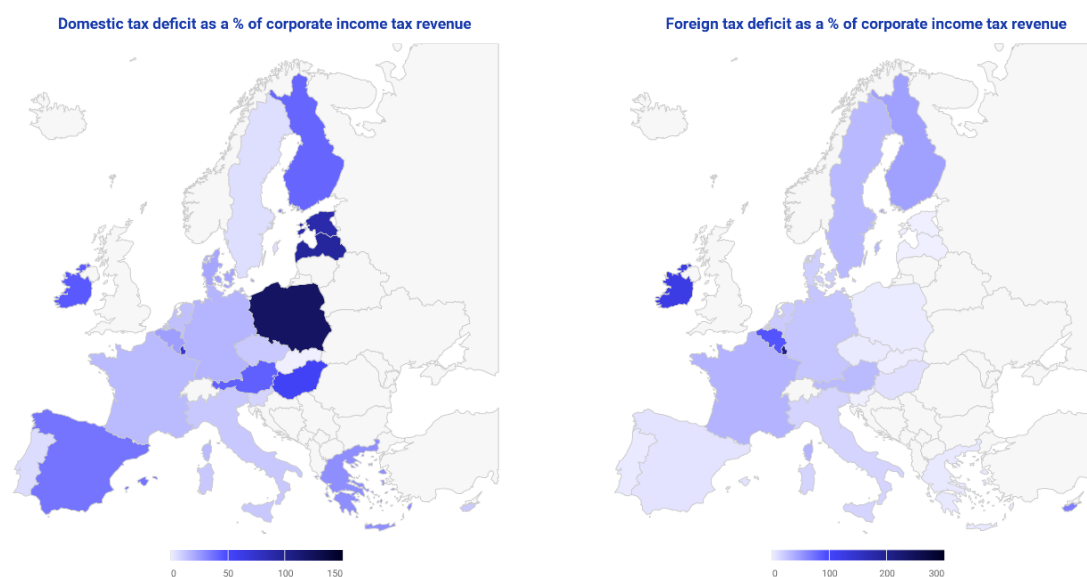 Domestic tax deficit as a % of corporate income tax revenue
Foreign tax deficit as a % of corporate income tax revenue
0 50 100 150
0 100 200 300